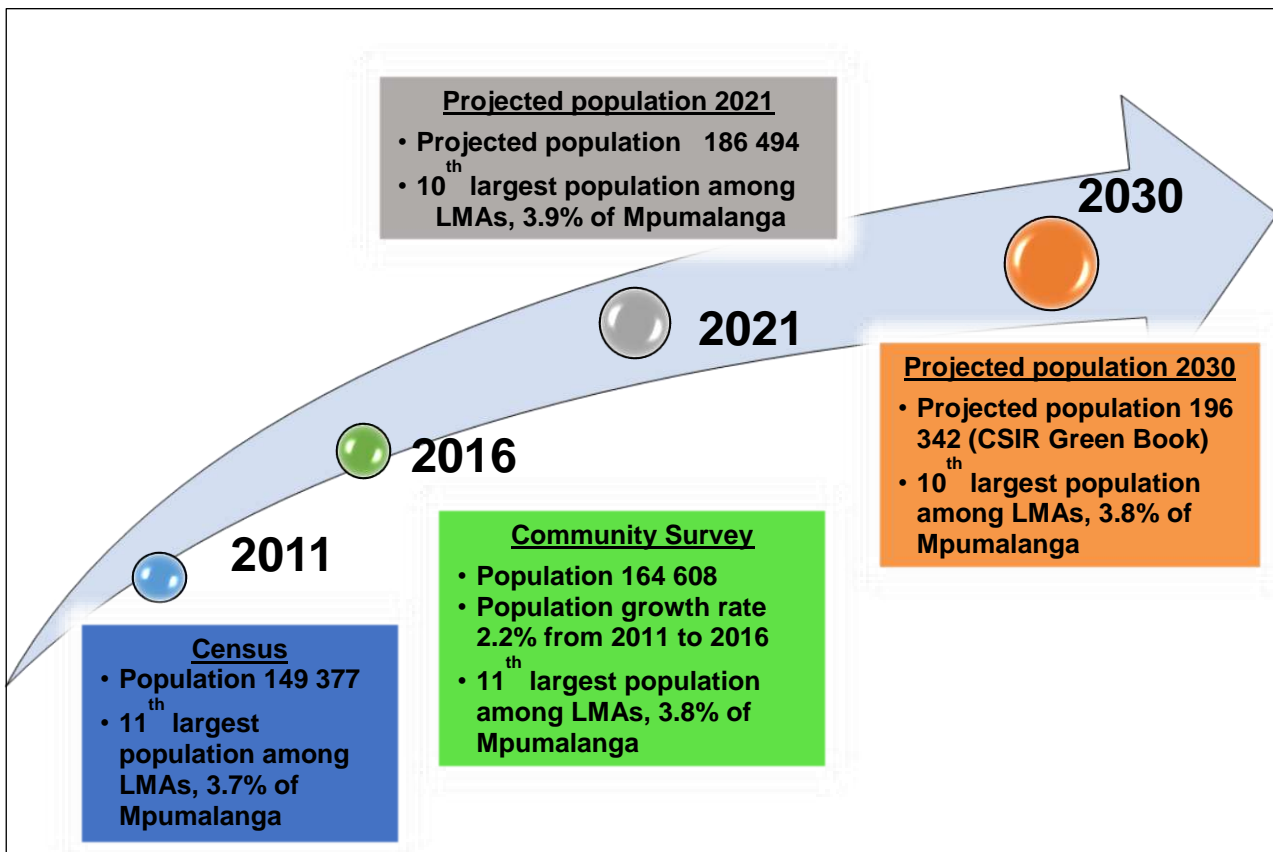 Projected population 2021
• Projected population 186 494
• 10th largest population among
LMAs, 3.9% of Mpumalanga
2030
2021
Projected population 2030
• Projected population 196
342 (CSIR Green Book)
• 10th largest population
among LMAs, 3.8% of
Mpumalanga
2016
Community Survey
• Population 164 608
• Population growth rate
2.2% from 2011 to 2016
• 11th largest population
among LMAs, 3.8% of
Mpumalanga
2011
Census
• Population 149 377
• 11th largest
population among
LMAs, 3.7% of
Mpumalanga